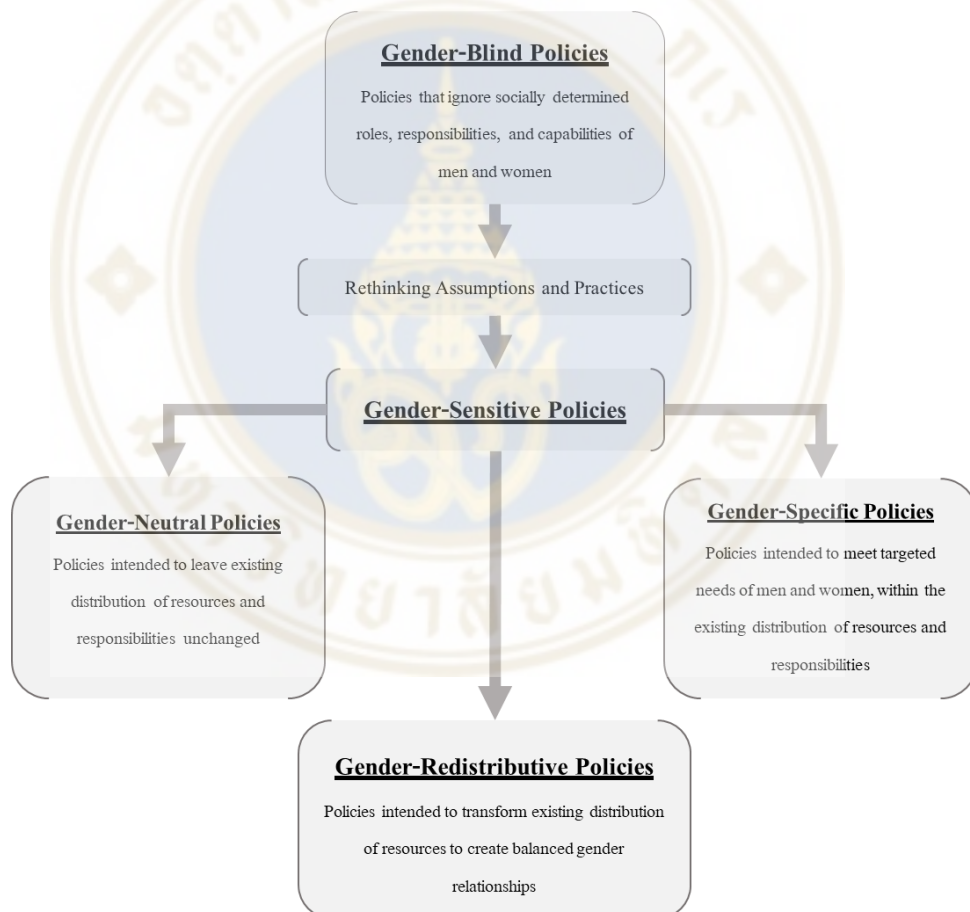 Gender-Blind Policies
Policies that ignore socially determined
roles, responsibilities, and capabilities of
men and women
Rethinking Assumptions and Practices
Gender-Sensitive Policies
Gender-Neutral Policies
Policies intended to leave existing
distribution of resources and
responsibilities unchanged
Gender-Specific Policies
Policies intended to meet targeted
needs of men and women, within the
existing distribution of resources and
responsibilities
Gender-Redistributive Policies
Policies intended to transform existing distribution
of resources to create balanced gender
relationships